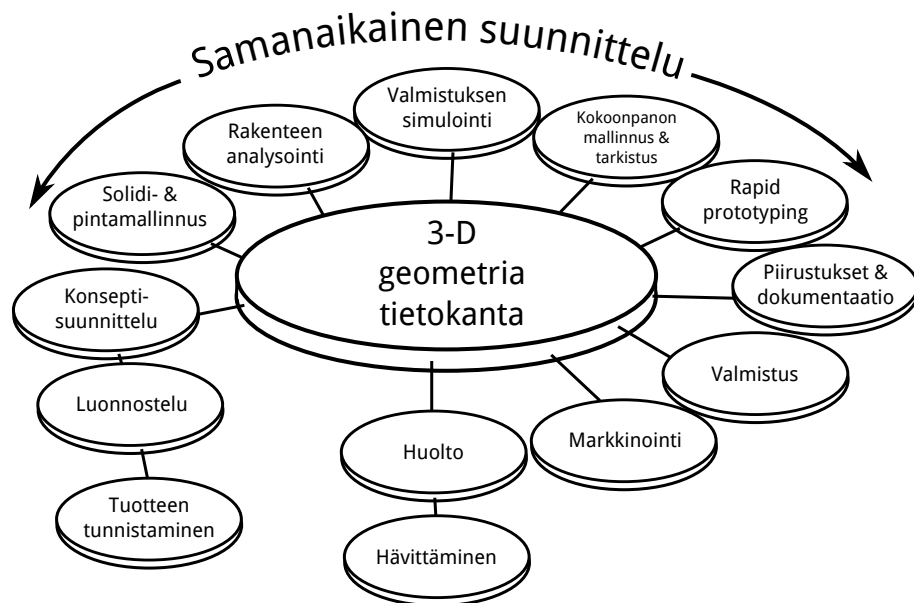 Samanaikainen suunnittelu
Valmistuksen
simulointi
Rakenteen
analysointi
Kokoonpanon
mallinnus &
tarkistus
Solidi- &
pintamallinnus
Rapid
prototyping
3-D
geometria
tietokanta
Piirustukset &
dokumentaatio
Konsepti-
suunnittelu
Valmistus
Luonnostelu
Markkinointi
Huolto
Tuotteen
tunnistaminen
Hävittäminen